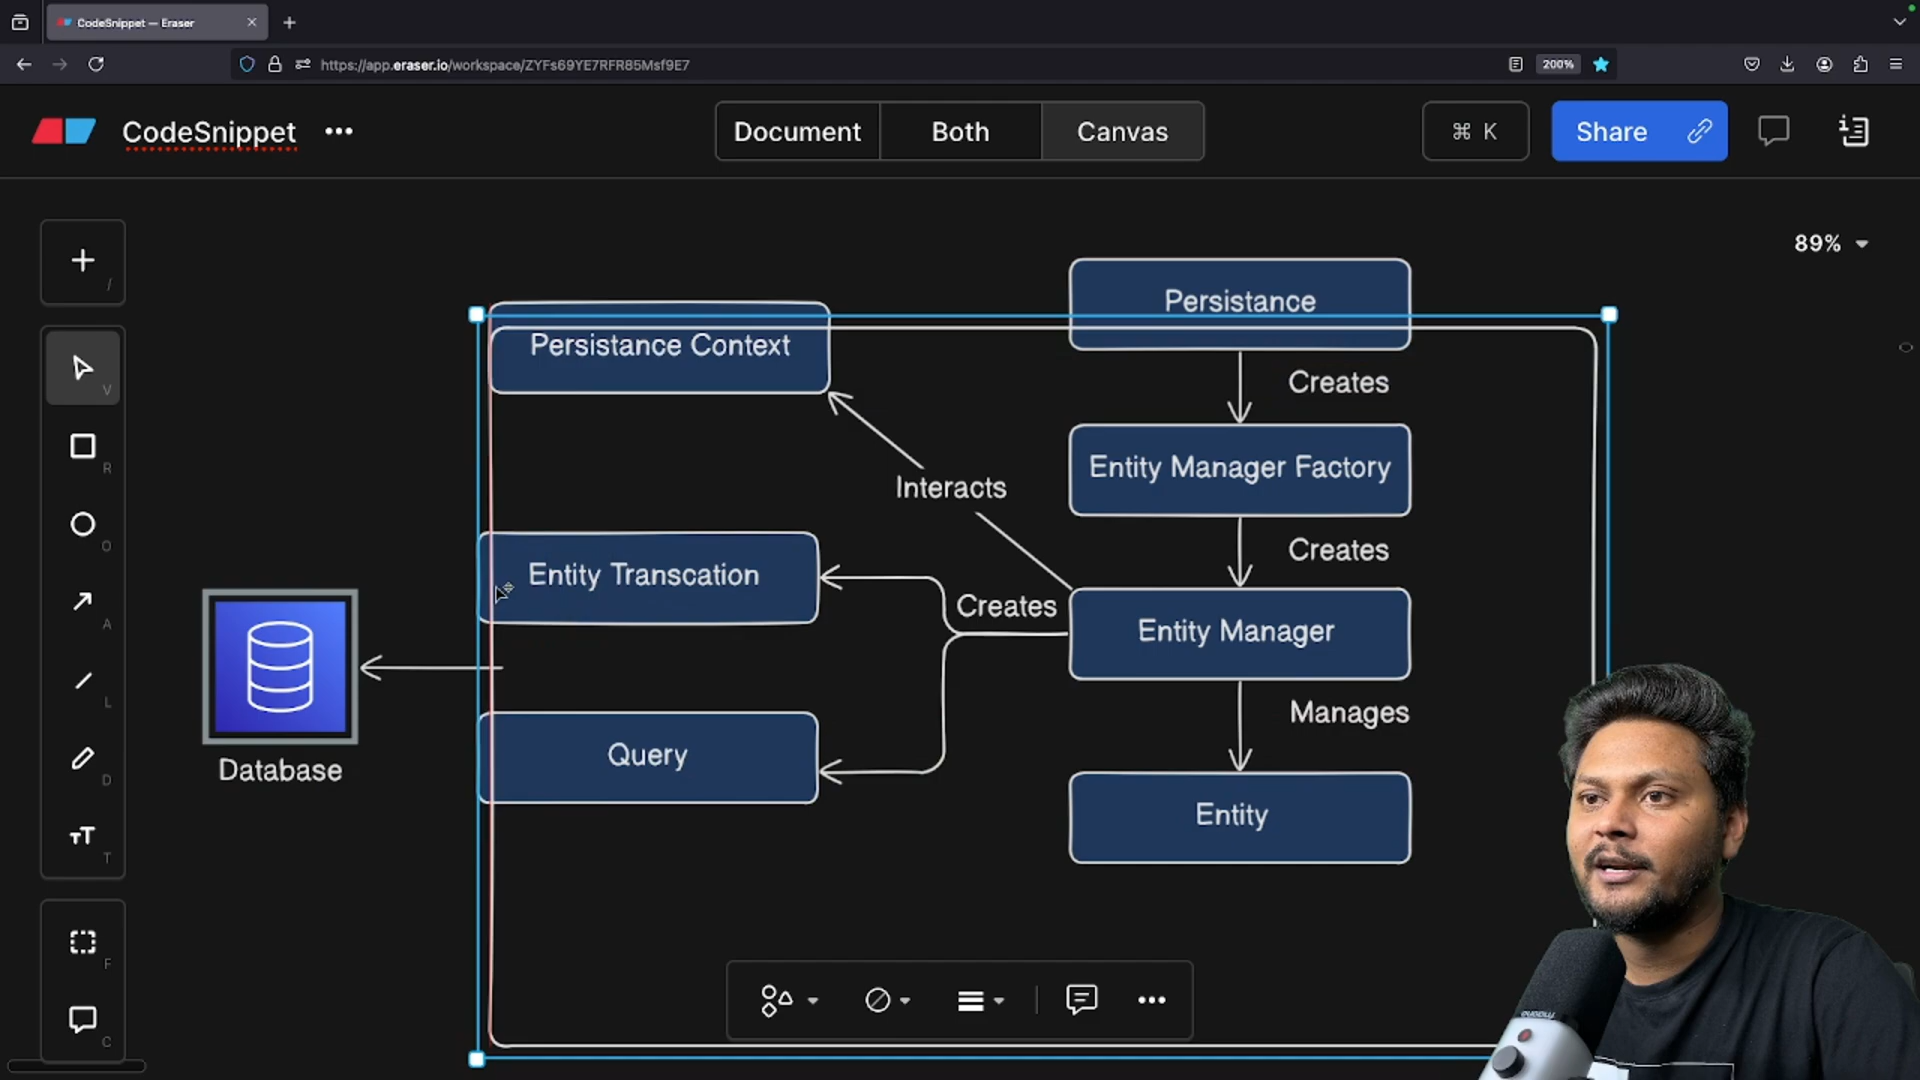 CodeSnippet — Eraser
https://app.eraser.io/workspace/ZYFs69YE7RFR85Msf9E7
200%
CodeSnippet
Document
Both
Canvas
⌘ K
Share
89%
/
V
R
O
A
L
D
T
F
C
Persistance
Persistance Context
Creates
Entity Manager Factory
Interacts
Creates
Entity Transcation
Creates
Entity Manager
Manages
Query
Database
Entity